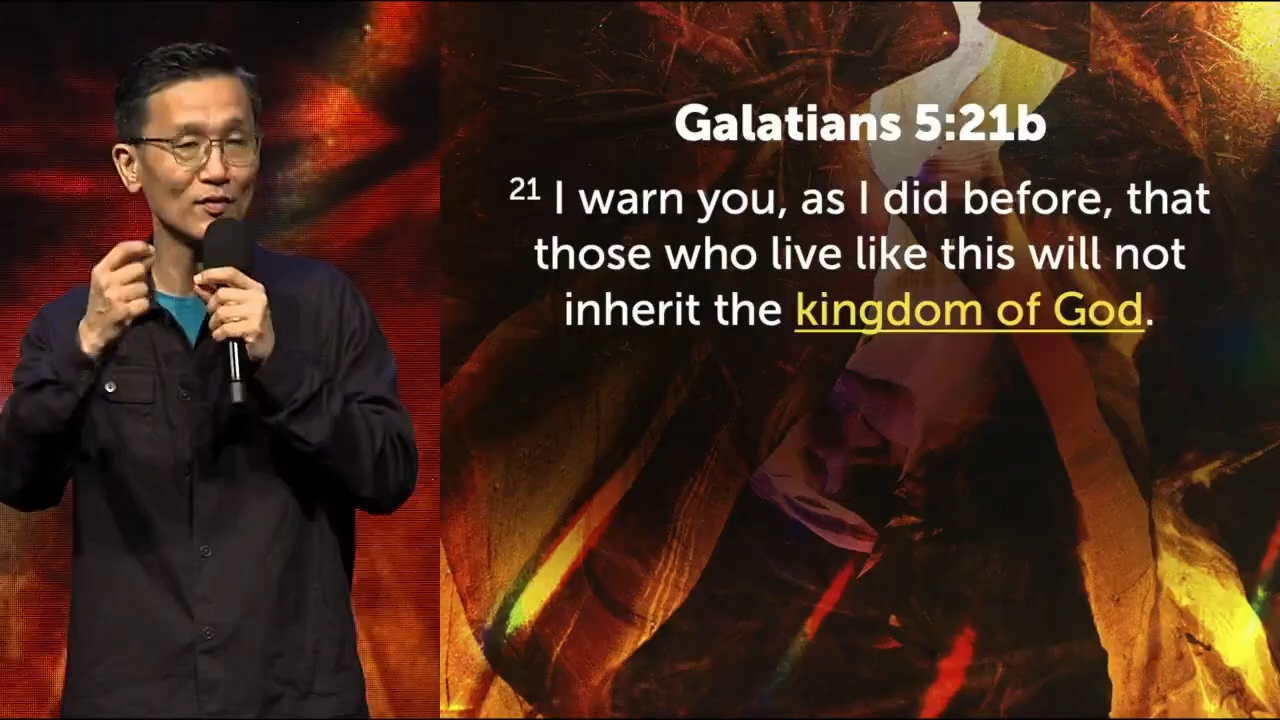 Galatians 5:21b
21 I warn you, as I did before, that
those who live like this will not
inherit the kingdom of God.